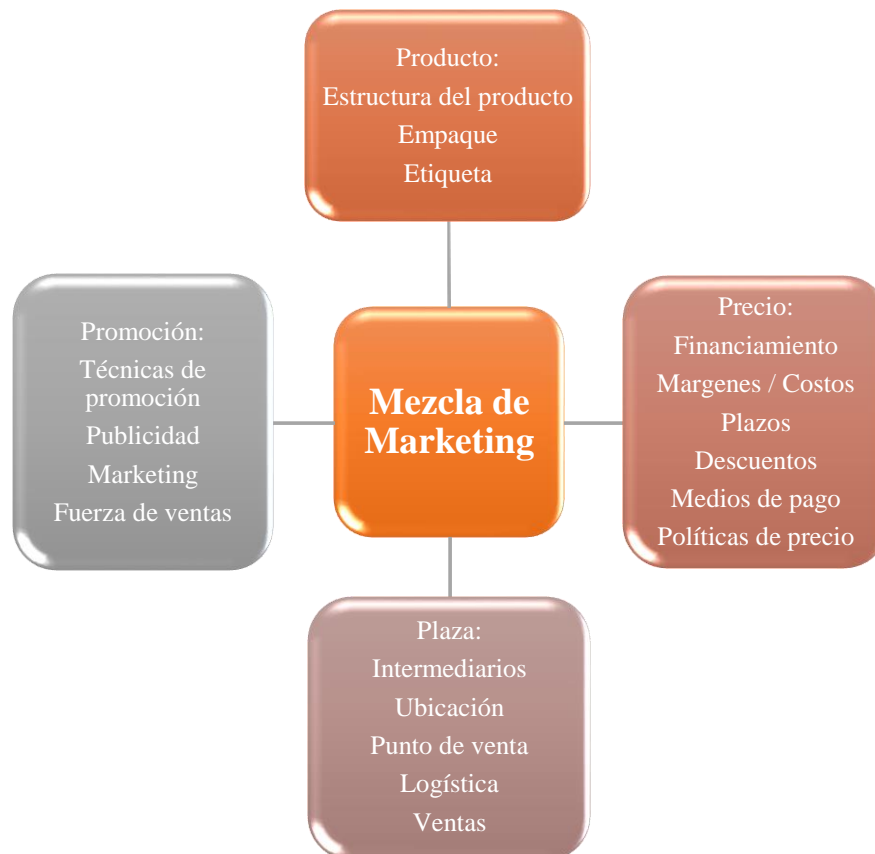 Producto:
Estructura del producto
Empaque
Etiqueta
Promoción:
Técnicas de
promoción
Publicidad
Marketing
Fuerza de ventas
Mezcla de
Marketing
Precio:
Financiamiento
Margenes / Costos
Plazos
Descuentos
Medios de pago
Políticas de precio
Plaza:
Intermediarios
Ubicación
Punto de venta
Logística
Ventas